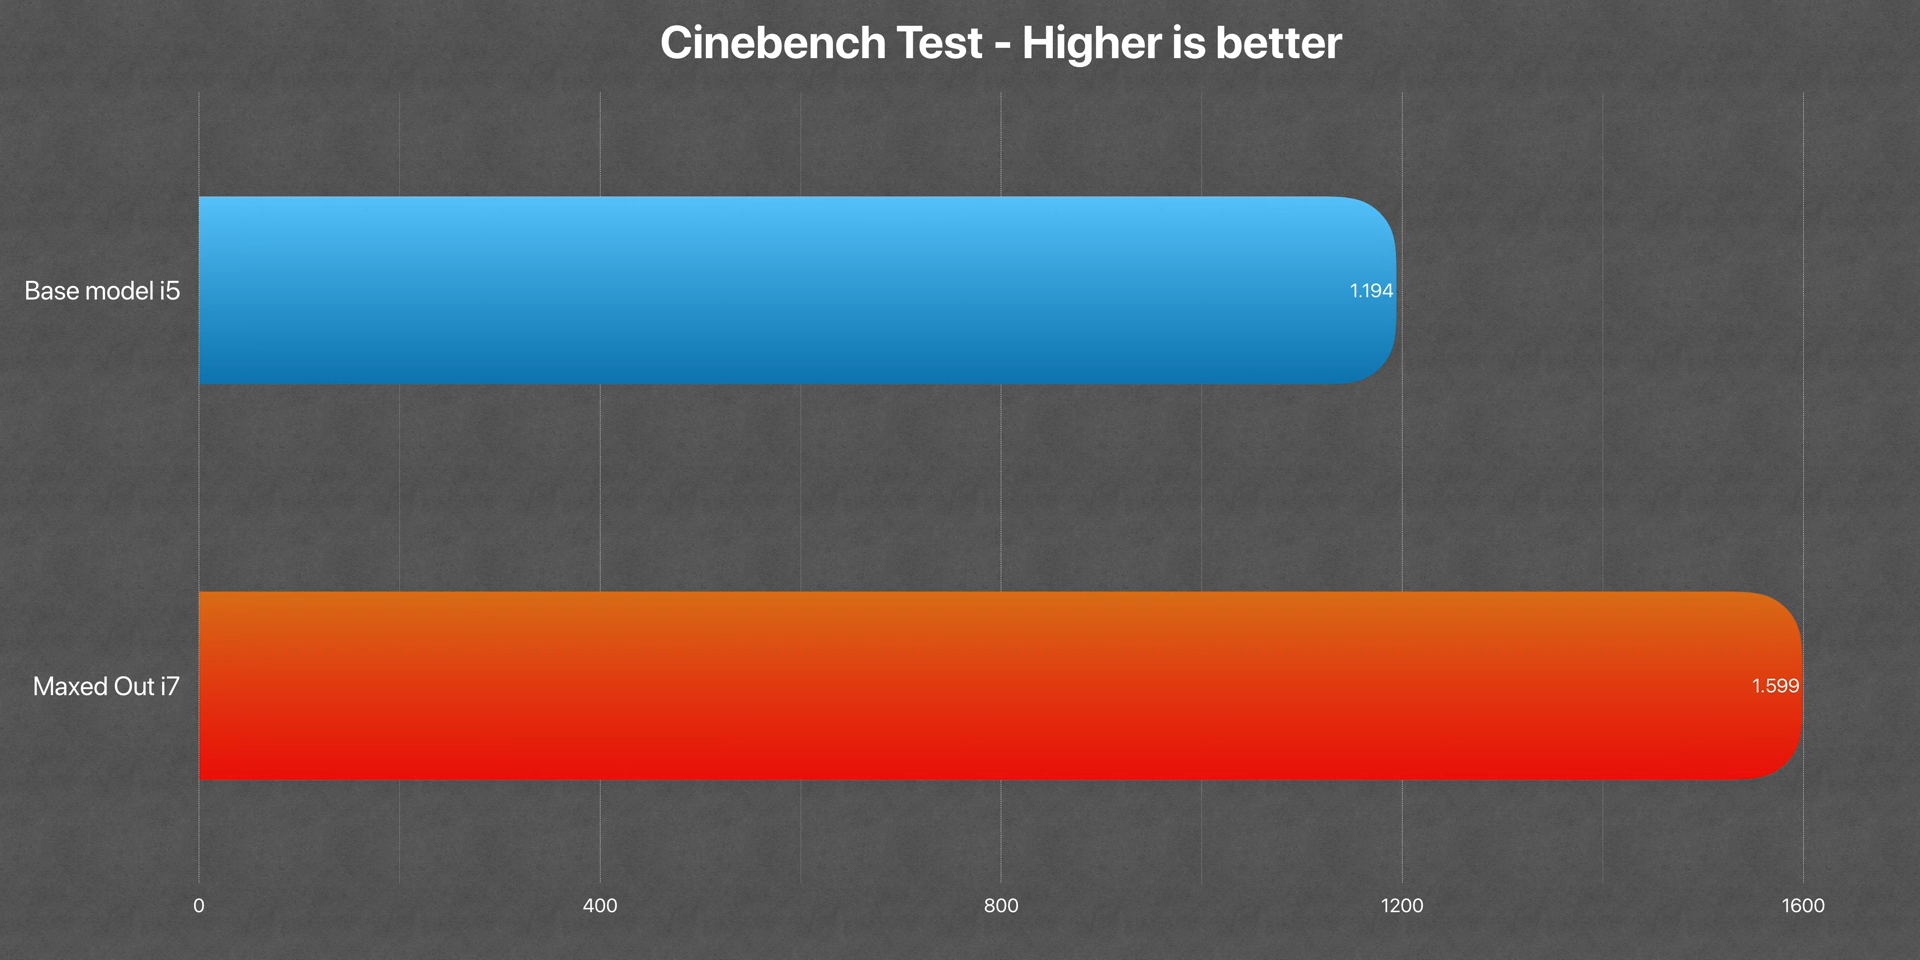 Cinebench Test - Higher is better
Base model i5
1.194
Maxed Out i7
1.599
0 400 800 1200 1600